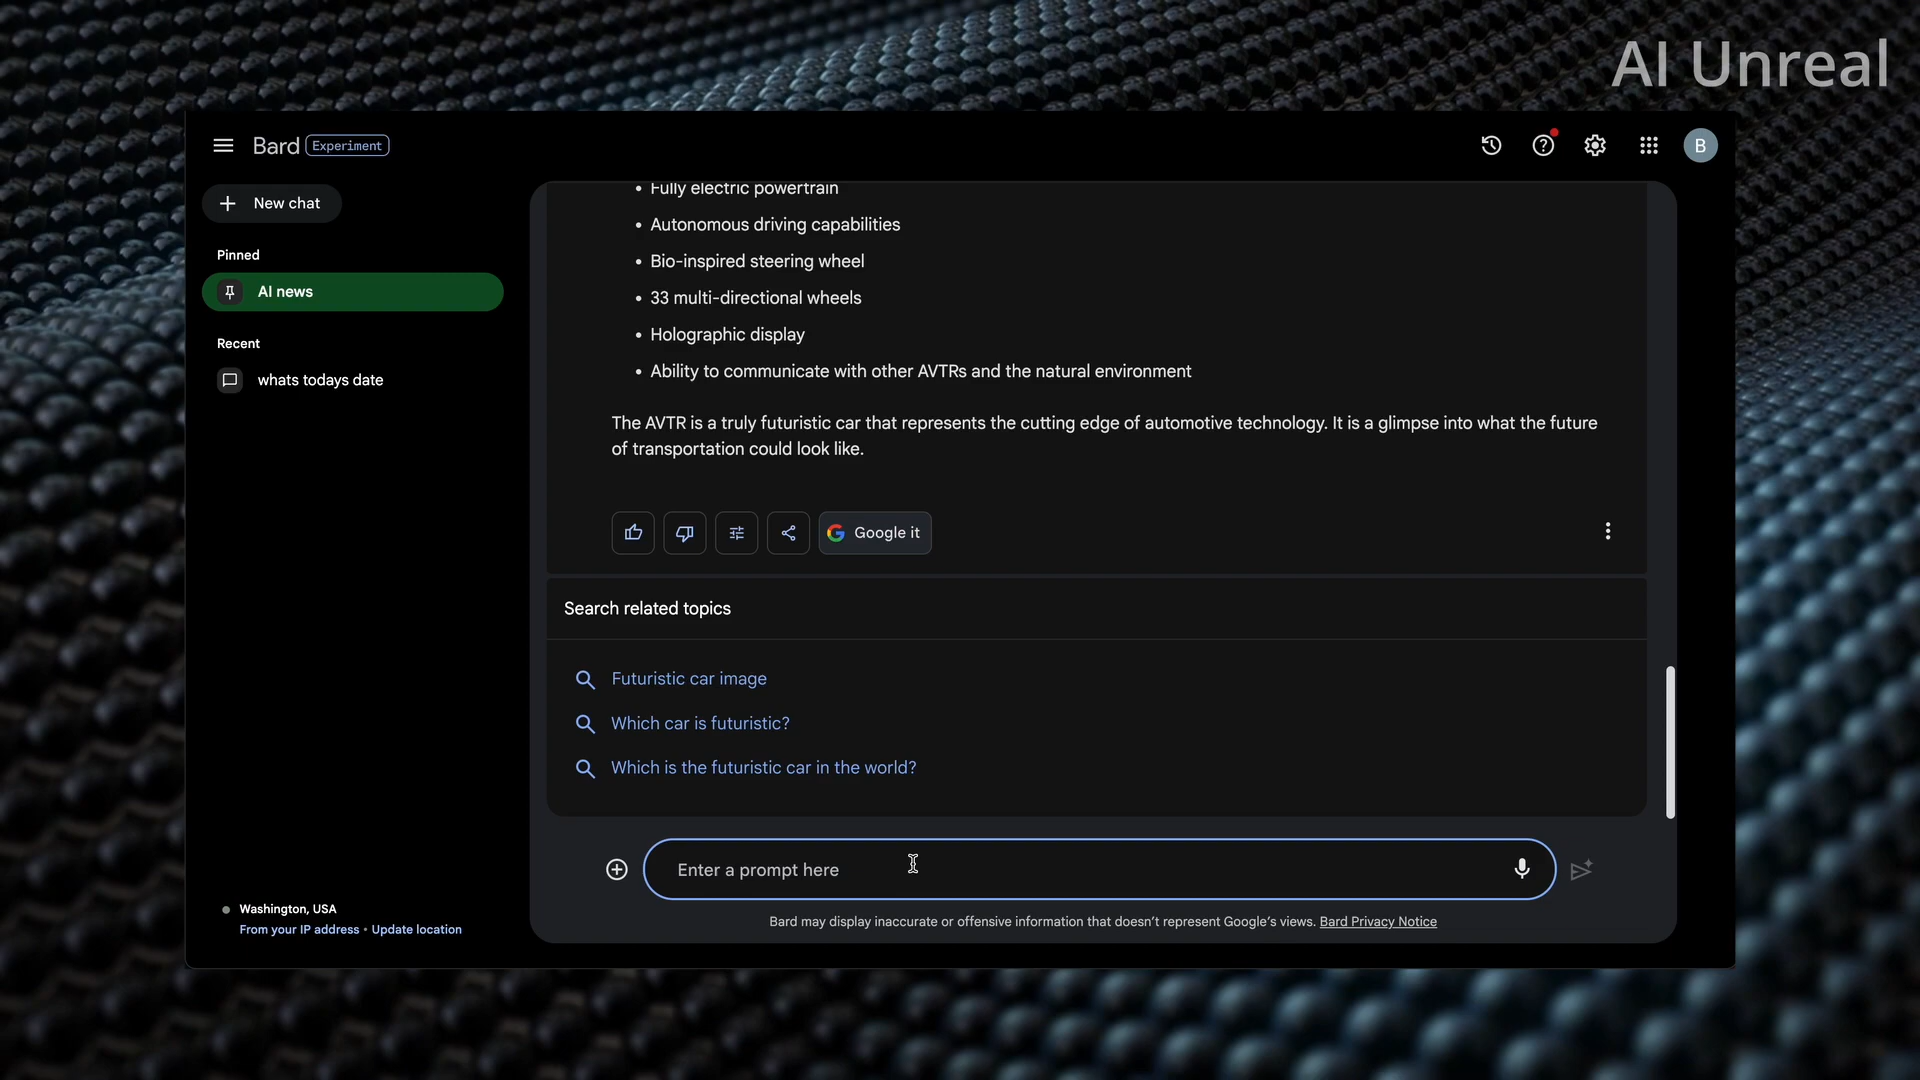 AI Unreal
Bard Experiment
B
New chat
Pinned
AI news
Recent
whats todays date
Washington, USA
From your IP address • Update location
• Fully electric powertrain
• Autonomous driving capabilities
• Bio-inspired steering wheel
• 33 multi-directional wheels
• Holographic display
• Ability to communicate with other AVTRs and the natural environment
The AVTR is a truly futuristic car that represents the cutting edge of automotive technology. It is a glimpse into what the future
of transportation could look like.
Google it
Search related topics
Futuristic car image
Which car is futuristic?
Which is the futuristic car in the world?
Enter a prompt here
Bard may display inaccurate or offensive information that doesn't represent Google's views. Bard Privacy Notice